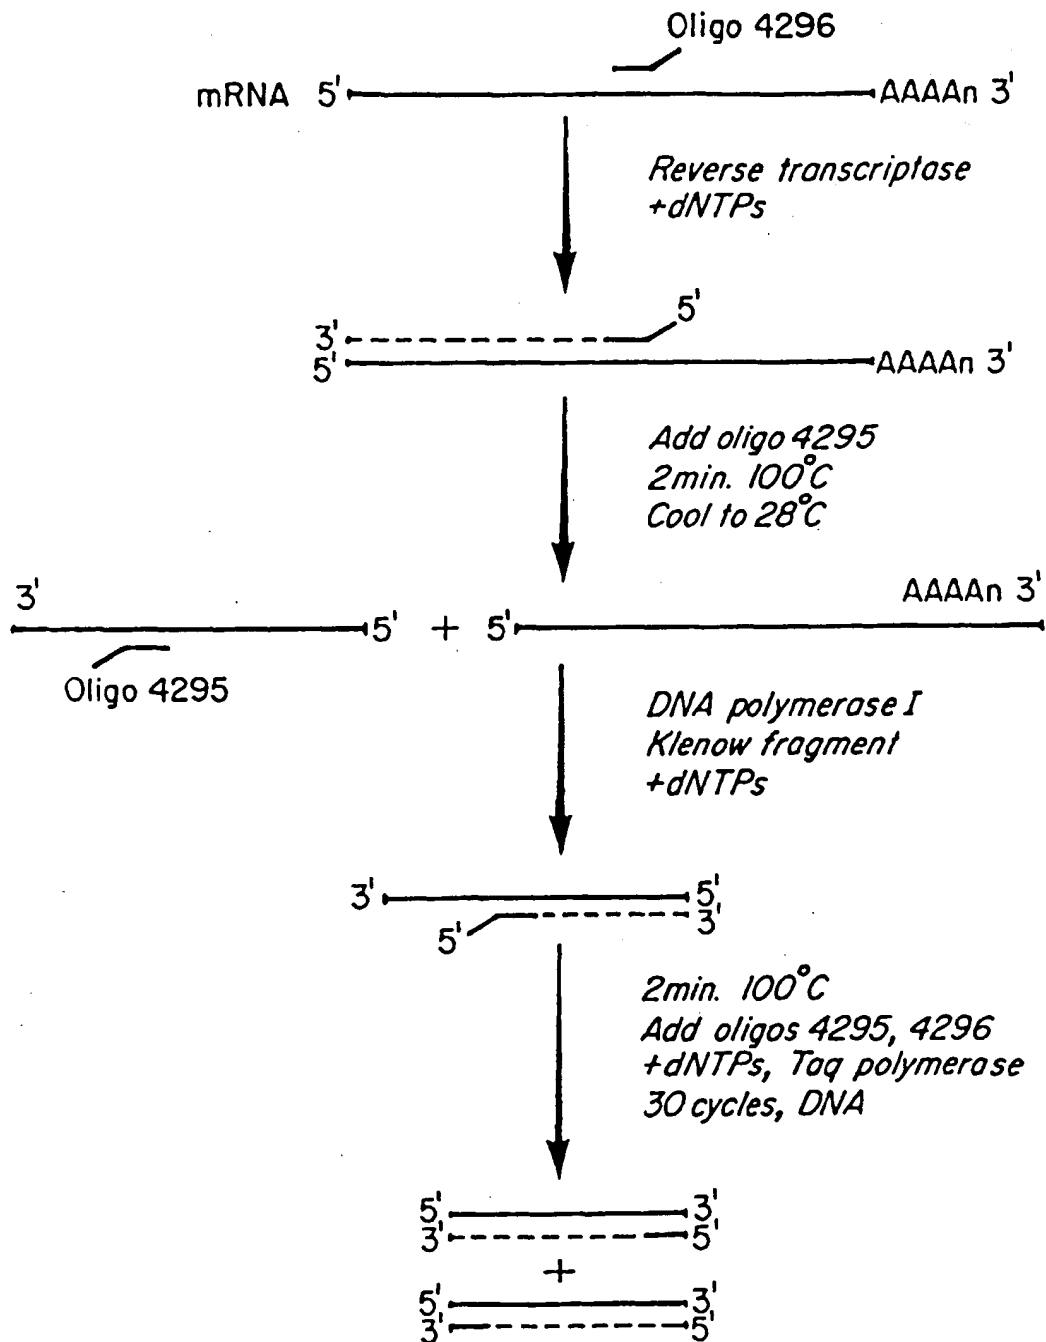 Oligo 4296
mRNA 5' AAAAn 3'
Reverse transcriptase
+dNTPs
5'
3'
5' AAAAn 3'
Add oligo 4295
2min. 100°C
Cool to 28°C
3' AAAAn 3'
5' + 5'
Oligo 4295
DNA polymerase I
Klenow fragment
+dNTPs
3' 5'
5' 3'
2min. 100°C
Add oligos 4295, 4296
+dNTPs, Taq polymerase
30 cycles, DNA
5' 3'
3' 5'
+
5' 3'
3' 5'